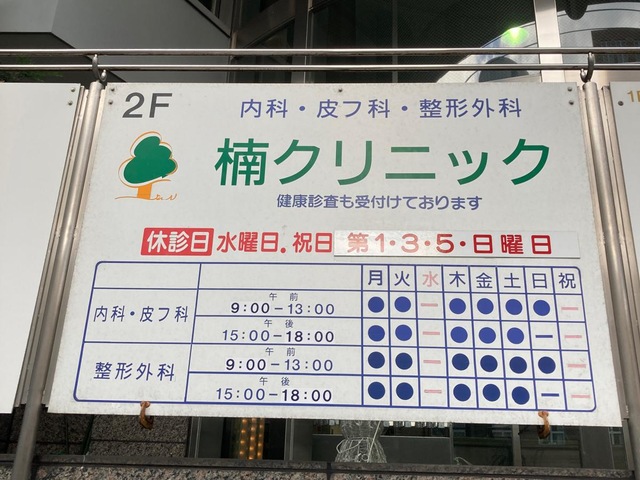 2F
内科・皮フ科・整形外科
楠クリニック
健康診査も受付けております
休診日 水曜日.祝日 第1・3・5・日曜日
月 火 水 木 金 土 日 祝
内科・皮フ科
午前
9:00－13:00 ● ● － ● ● ● ● －
午後
15:00－18:00 ● ● － ● ● ● － －
整形外科
午前
9:00－13:00 ● ● － ● ● ● ● －
午後
15:00－18:00 ● ● － ● ● ● － －